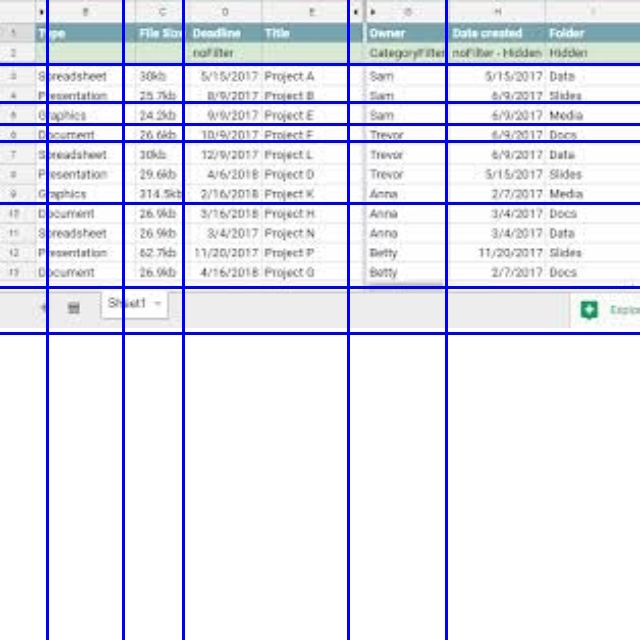 B C D E G H I
1 Type File Size Deadline Title Owner Date created Folder
2 noFilter CategoryFilter noFilter - Hidden Hidden
3 Spreadsheet 30kb 5/15/2017 Project A Sam 5/15/2017 Data
4 Presentation 25.7kb 8/9/2017 Project B Sam 6/9/2017 Slides
5 Graphics 24.2kb 9/9/2017 Project E Sam 6/9/2017 Media
6 Document 26.6kb 10/9/2017 Project F Trevor 6/9/2017 Docs
7 Spreadsheet 30kb 12/9/2017 Project L Trevor 6/9/2017 Data
8 Presentation 29.6kb 4/6/2018 Project D Trevor 5/15/2017 Slides
9 Graphics 314.5kb 2/16/2018 Project K Anna 2/7/2017 Media
10 Document 26.9kb 3/16/2018 Project H Anna 3/4/2017 Docs
11 Spreadsheet 26.9kb 3/4/2017 Project N Anna 3/4/2017 Data
12 Presentation 62.7kb 11/20/2017 Project P Betty 11/20/2017 Slides
13 Document 26.9kb 4/16/2018 Project G Betty 2/7/2017 Docs
Sheet1 Explo